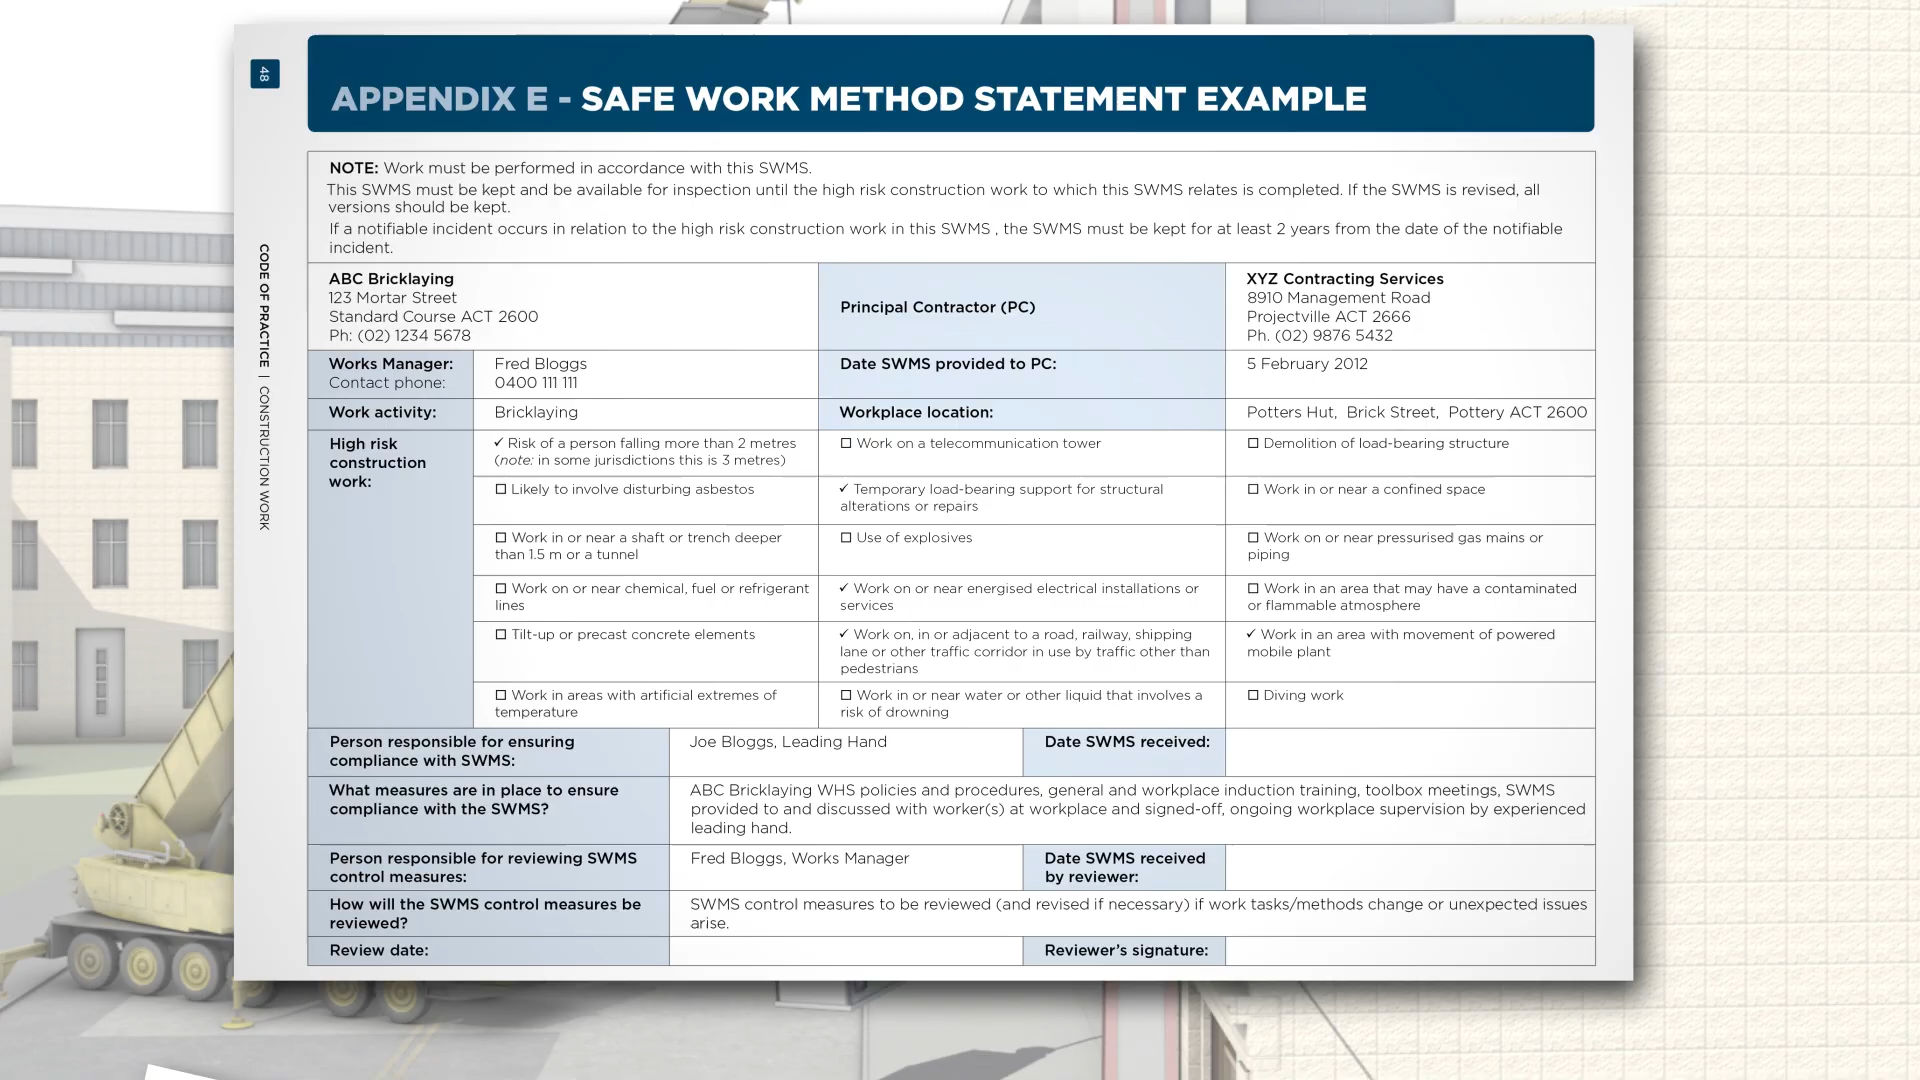 48
APPENDIX E - SAFE WORK METHOD STATEMENT EXAMPLE
CODE OF PRACTICE | CONSTRUCTION WORK
NOTE: Work must be performed in accordance with this SWMS.
This SWMS must be kept and be available for inspection until the high risk construction work to which this SWMS relates is completed. If the SWMS is revised, all
versions should be kept.
If a notifiable incident occurs in relation to the high risk construction work in this SWMS , the SWMS must be kept for at least 2 years from the date of the notifiable
incident.
ABC Bricklaying
123 Mortar Street
Standard Course ACT 2600
Ph: (02) 1234 5678
Principal Contractor (PC)
XYZ Contracting Services
8910 Management Road
Projectville ACT 2666
Ph. (02) 9876 5432
Works Manager:
Contact phone:
Fred Bloggs
0400 111 111
Date SWMS provided to PC:
5 February 2012
Work activity:
Bricklaying
Workplace location:
Potters Hut, Brick Street, Pottery ACT 2600
High risk
construction
work:
✓ Risk of a person falling more than 2 metres
(note: in some jurisdictions this is 3 metres)
☐ Work on a telecommunication tower
☐ Demolition of load-bearing structure
☐ Likely to involve disturbing asbestos
✓ Temporary load-bearing support for structural
alterations or repairs
☐ Work in or near a confined space
☐ Work in or near a shaft or trench deeper
than 1.5 m or a tunnel
☐ Use of explosives
☐ Work on or near pressurised gas mains or
piping
☐ Work on or near chemical, fuel or refrigerant
lines
✓ Work on or near energised electrical installations or
services
☐ Work in an area that may have a contaminated
or flammable atmosphere
☐ Tilt-up or precast concrete elements
✓ Work on, in or adjacent to a road, railway, shipping
lane or other traffic corridor in use by traffic other than
pedestrians
✓ Work in an area with movement of powered
mobile plant
☐ Work in areas with artificial extremes of
temperature
☐ Work in or near water or other liquid that involves a
risk of drowning
☐ Diving work
Person responsible for ensuring
compliance with SWMS:
Joe Bloggs, Leading Hand
Date SWMS received:
What measures are in place to ensure
compliance with the SWMS?
ABC Bricklaying WHS policies and procedures, general and workplace induction training, toolbox meetings, SWMS
provided to and discussed with worker(s) at workplace and signed-off, ongoing workplace supervision by experienced
leading hand.
Person responsible for reviewing SWMS
control measures:
Fred Bloggs, Works Manager
Date SWMS received
by reviewer:
How will the SWMS control measures be
reviewed?
SWMS control measures to be reviewed (and revised if necessary) if work tasks/methods change or unexpected issues
arise.
Review date:
Reviewer's signature: